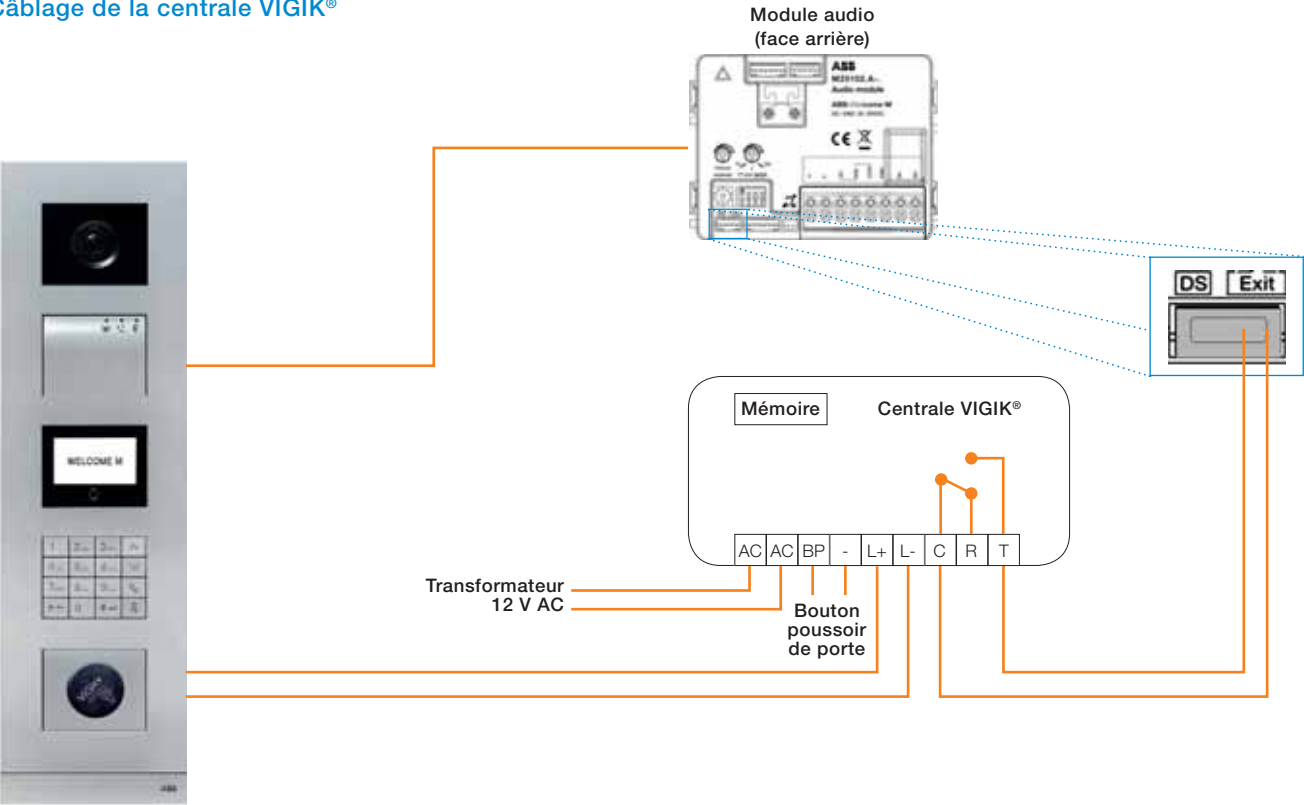 Câblage de la centrale VIGIK®
Module audio
(face arrière)
ABB
Audio module
CE
DS
Exit
WELCOME M
Mémoire
Centrale VIGIK®
AC AC BP - L+ L- C R T
Transformateur
12 V AC
Bouton
poussoir
de porte
ABB